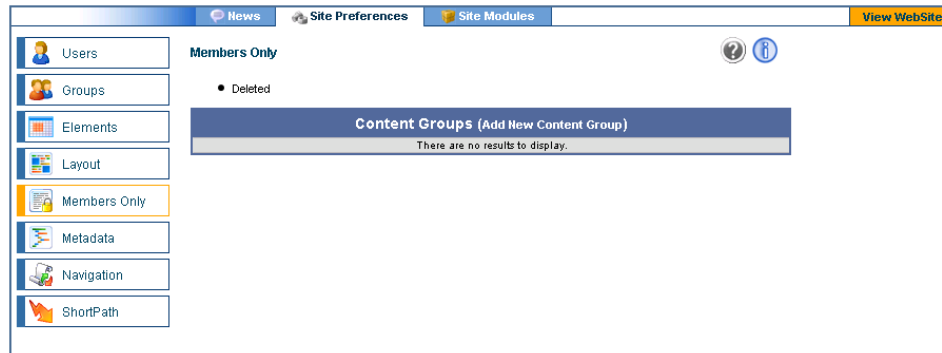 News
Site Preferences
Site Modules
View WebSite
Users
Groups
Elements
Layout
Members Only
Metadata
Navigation
ShortPath
Members Only
Deleted
Content Groups (Add New Content Group)
There are no results to display.